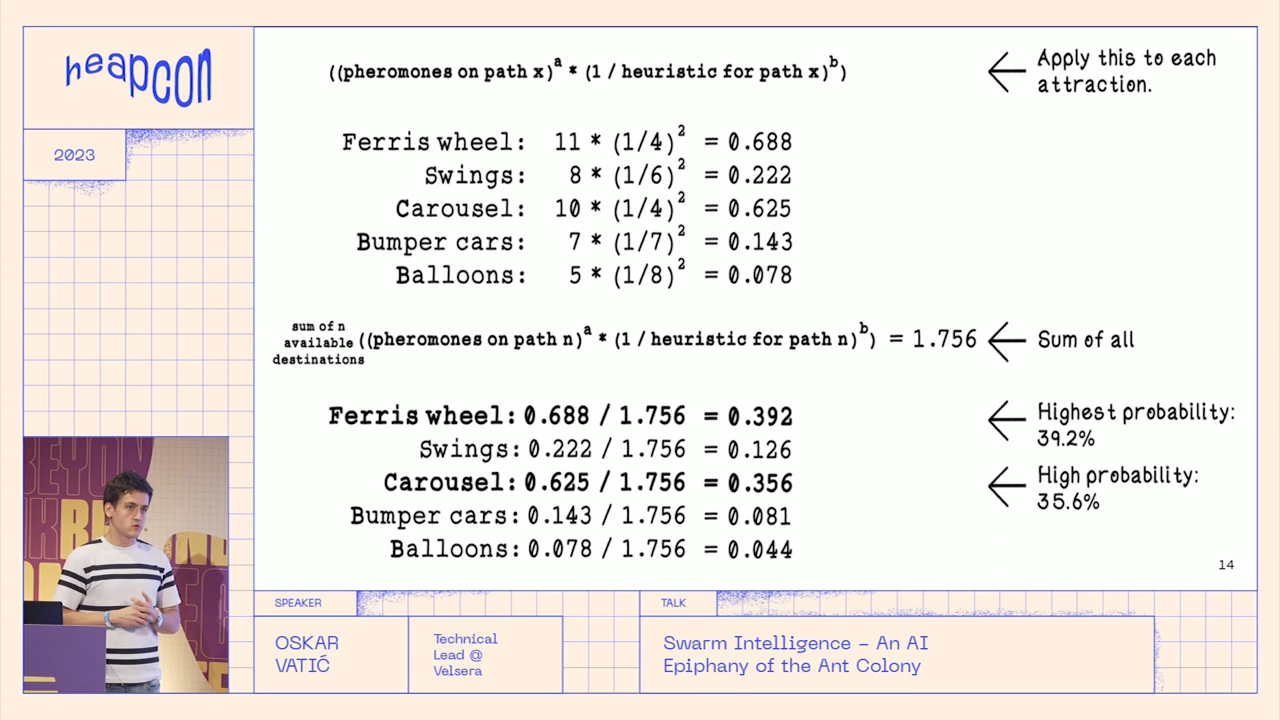 heapcon
2023
((pheromones on path x)^a * (1 / heuristic for path x)^b)
Apply this to each
attraction.
Ferris wheel: 11 * (1/4)^2 = 0.688
Swings: 8 * (1/6)^2 = 0.222
Carousel: 10 * (1/4)^2 = 0.625
Bumper cars: 7 * (1/7)^2 = 0.143
Balloons: 5 * (1/8)^2 = 0.078
sum of n
available
destinations
((pheromones on path n)^a * (1 / heuristic for path n)^b) = 1.756
Sum of all
Ferris wheel: 0.688 / 1.756 = 0.392
Highest probability:
39.2%
Swings: 0.222 / 1.756 = 0.126
Carousel: 0.625 / 1.756 = 0.356
High probability:
35.6%
Bumper cars: 0.143 / 1.756 = 0.081
Balloons: 0.078 / 1.756 = 0.044
14
BEYON
SPEAKER
OSKAR
VATIĆ
Technical
Lead @
Velsera
TALK
Swarm Intelligence – An AI
Epiphany of the Ant Colony